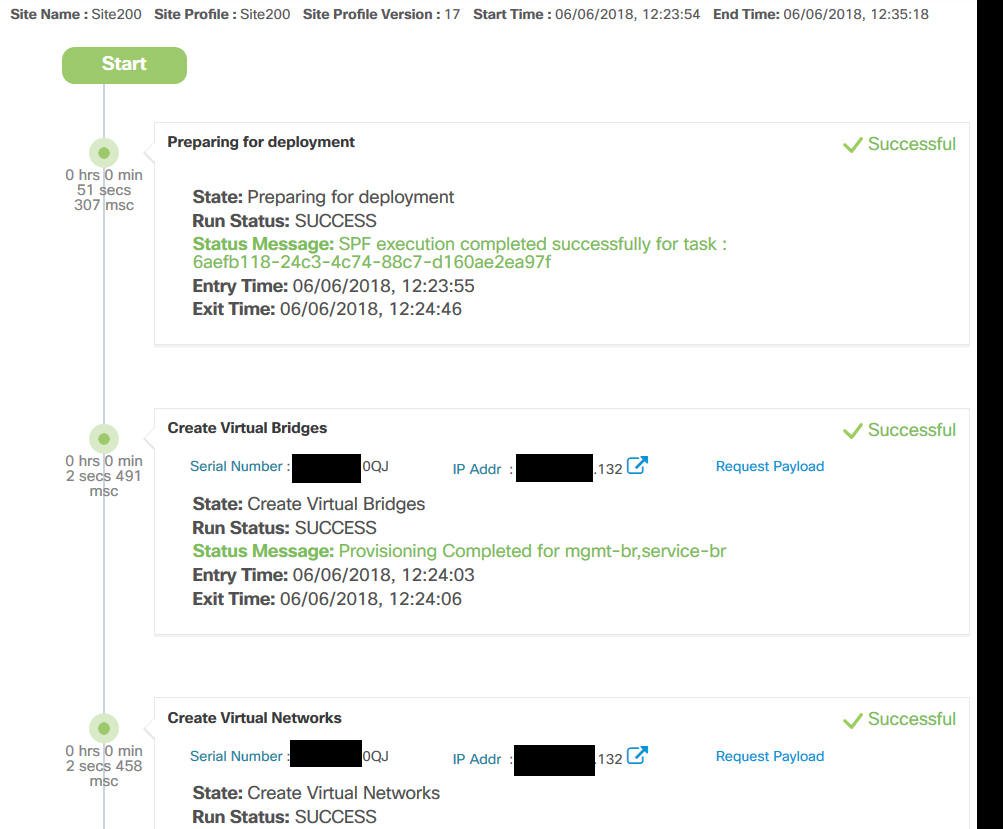 Site Name : Site200 Site Profile : Site200 Site Profile Version : 17 Start Time : 06/06/2018, 12:23:54 End Time: 06/06/2018, 12:35:18
Start
Preparing for deployment
Successful
0 hrs 0 min
51 secs
307 msc
State: Preparing for deployment
Run Status: SUCCESS
Status Message: SPF execution completed successfully for task :
6aefb118-24c3-4c74-88c7-d160ae2ea97f
Entry Time: 06/06/2018, 12:23:55
Exit Time: 06/06/2018, 12:24:46
Create Virtual Bridges
Successful
0 hrs 0 min
2 secs 491
msc
Serial Number : 0QJ IP Addr : .132 Request Payload
State: Create Virtual Bridges
Run Status: SUCCESS
Status Message: Provisioning Completed for mgmt-br,service-br
Entry Time: 06/06/2018, 12:24:03
Exit Time: 06/06/2018, 12:24:06
Create Virtual Networks
Successful
0 hrs 0 min
2 secs 458
msc
Serial Number : 0QJ IP Addr : .132 Request Payload
State: Create Virtual Networks
Run Status: SUCCESS